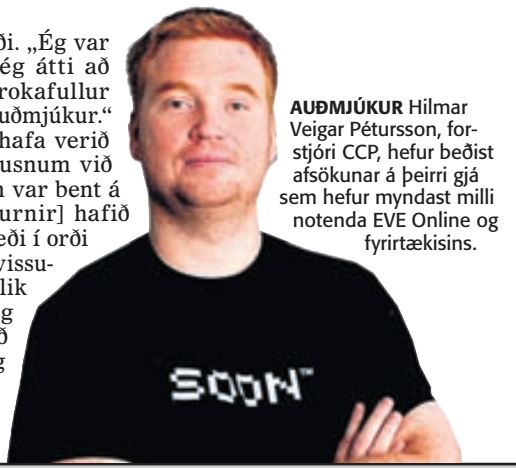 ði. „Ég var
ég átti að
rokafullur
uðmjúkur.“
hafa verið
usnum við
n var bent á
urnir] hafið
eði í orði
vissu-
lik
g
ð
g
AUÐMJÚKUR Hilmar
Veigar Pétursson, for-
stjóri CCP, hefur beðist
afsökunar á þeirri gjá
sem hefur myndast milli
notenda EVE Online og
fyrirtækisins.
SOON™